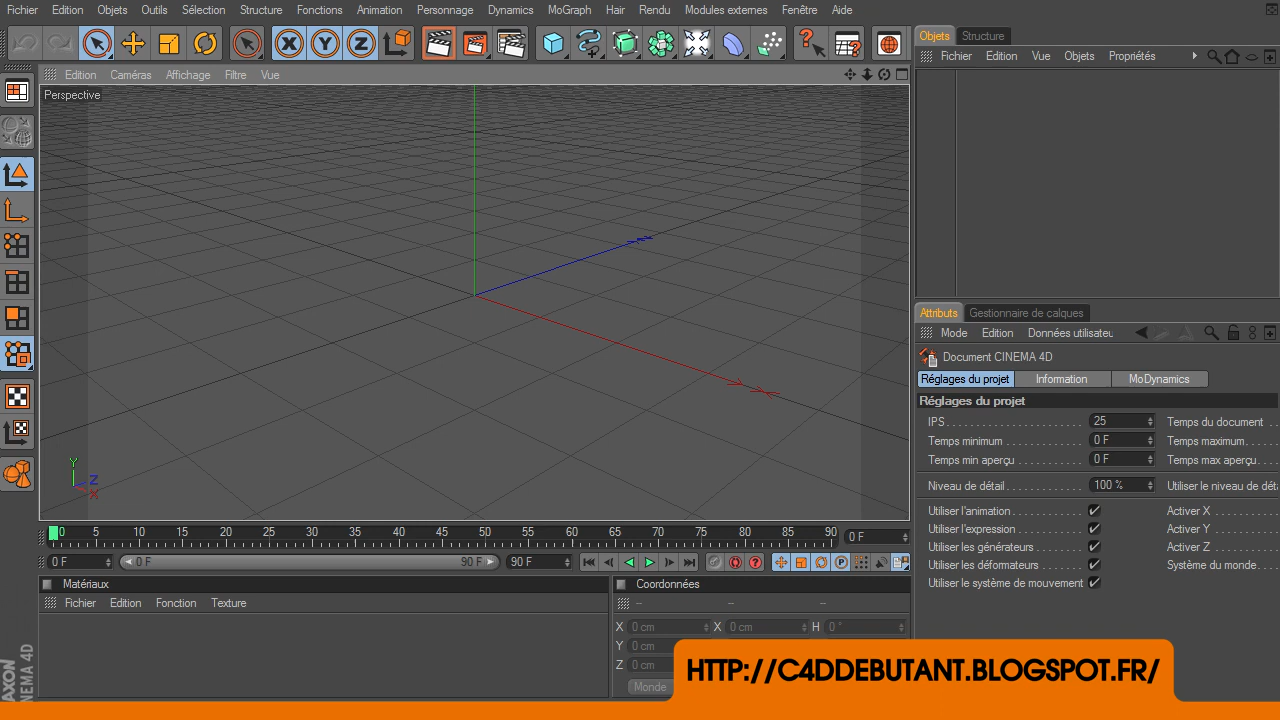 Fichier Edition Objets Outils Sélection Structure Fonctions Animation Personnage Dynamics MoGraph Hair Rendu Modules externes Fenêtre Aide
X Y Z
Objets Structure
Fichier Edition Vue Objets Propriétés
Edition Caméras Affichage Filtre Vue
Perspective
Y
Z
X
Attributs Gestionnaire de calques
Mode Edition Données utilisateu
Document CINEMA 4D
Réglages du projet Information MoDynamics
Réglages du projet
IPS 25 Temps du document
Temps minimum 0 F Temps maximum
Temps min aperçu 0 F Temps max aperçu
Niveau de détail 100 % Utiliser le niveau de déta
Utiliser l'animation Activer X
Utiliser l'expression Activer Y
Utiliser les générateurs Activer Z
Utiliser les déformateurs Système du monde
Utiliser le système de mouvement
0 5 10 15 20 25 30 35 40 45 50 55 60 65 70 75 80 85 90 0 F
0 F 0 F 90 F 90 F
Matériaux
Fichier Edition Fonction Texture
Coordonnées
-- -- --
X 0 cm X 0 cm H 0 °
Y 0 cm
Z 0 cm
Monde
AXON
NEMA 4D
HTTP://C4DDEBUTANT.BLOGSPOT.FR/